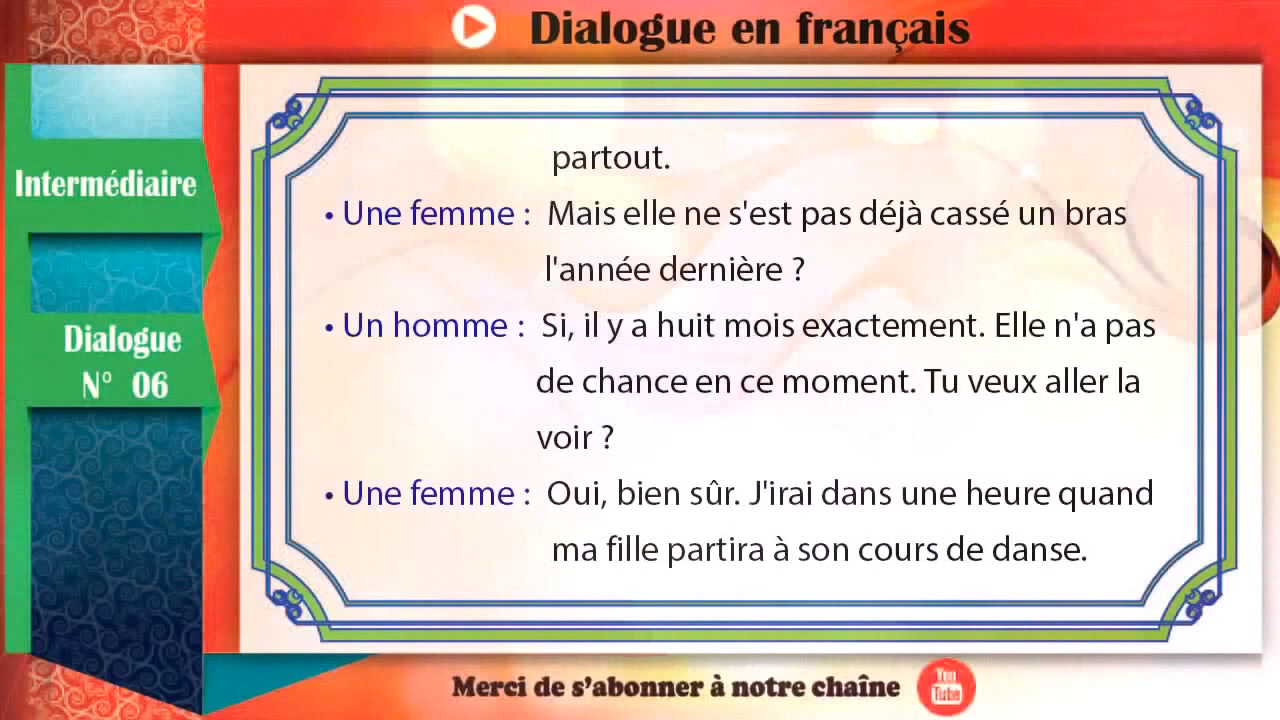 Dialogue en français
Intermédiaire
Dialogue
N° 06
partout.
• Une femme : Mais elle ne s'est pas déjà cassé un bras
l'année dernière ?
• Un homme : Si, il y a huit mois exactement. Elle n'a pas
de chance en ce moment. Tu veux aller la
voir ?
• Une femme : Oui, bien sûr. J'irai dans une heure quand
ma fille partira à son cours de danse.
Merci de s'abonner à notre chaîne
You
Tube